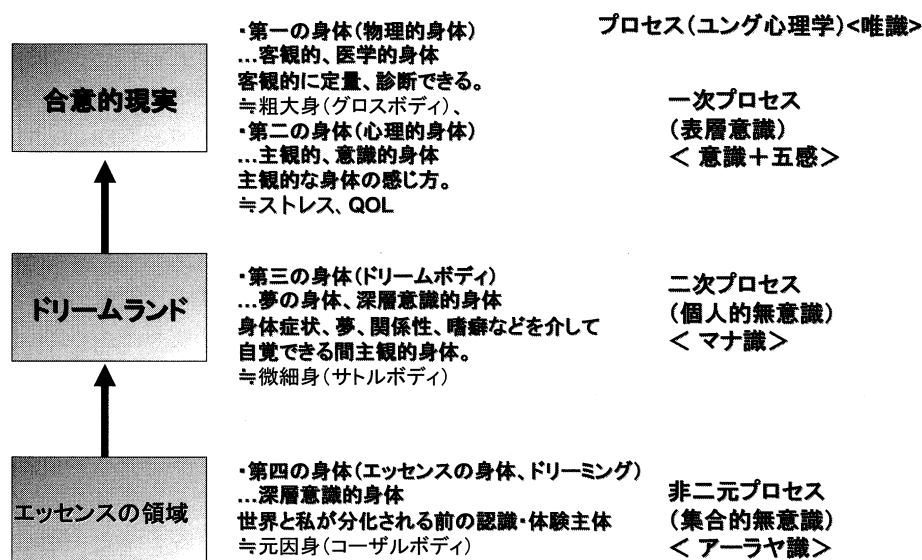 プロセス(ユング心理学)<唯識>
合意的現実
・第一の身体(物理的身体)
…客観的、医学的身体
客観的に定量、診断できる。
≒粗大身(グロスボディ)、
・第二の身体(心理的身体)
…主観的、意識的身体
主観的な身体の感じ方。
≒ストレス、QOL
一次プロセス
(表層意識)
< 意識+五感>
ドリームランド
・第三の身体(ドリームボディ)
…夢の身体、深層意識的身体
身体症状、夢、関係性、嗜癖などを介して
自覚できる間主観的身体。
≒微細身(サトルボディ)
二次プロセス
(個人的無意識)
< マナ識>
エッセンスの領域
・第四の身体(エッセンスの身体、ドリーミング)
…深層意識的身体
世界と私が分化される前の認識・体験主体
≒元因身(コーザルボディ)
非二元プロセス
(集合的無意識)
< アーラヤ識>